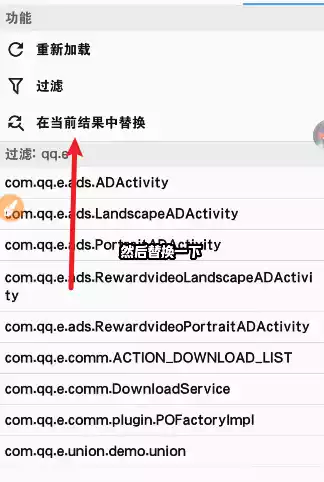 功能
重新加载
过滤
在当前结果中替换
过滤: qq.e
com.qq.e.ads.ADActivity
com.qq.e.ads.LandscapeADActivity
com.qq.e.ads.PortraitADActivity
然后替换一下
com.qq.e.ads.RewardvideoLandscapeADActivi
ty
com.qq.e.ads.RewardvideoPortraitADActivity
com.qq.e.comm.ACTION_DOWNLOAD_LIST
com.qq.e.comm.DownloadService
com.qq.e.comm.plugin.POFactoryImpl
com.qq.e.union.demo.union